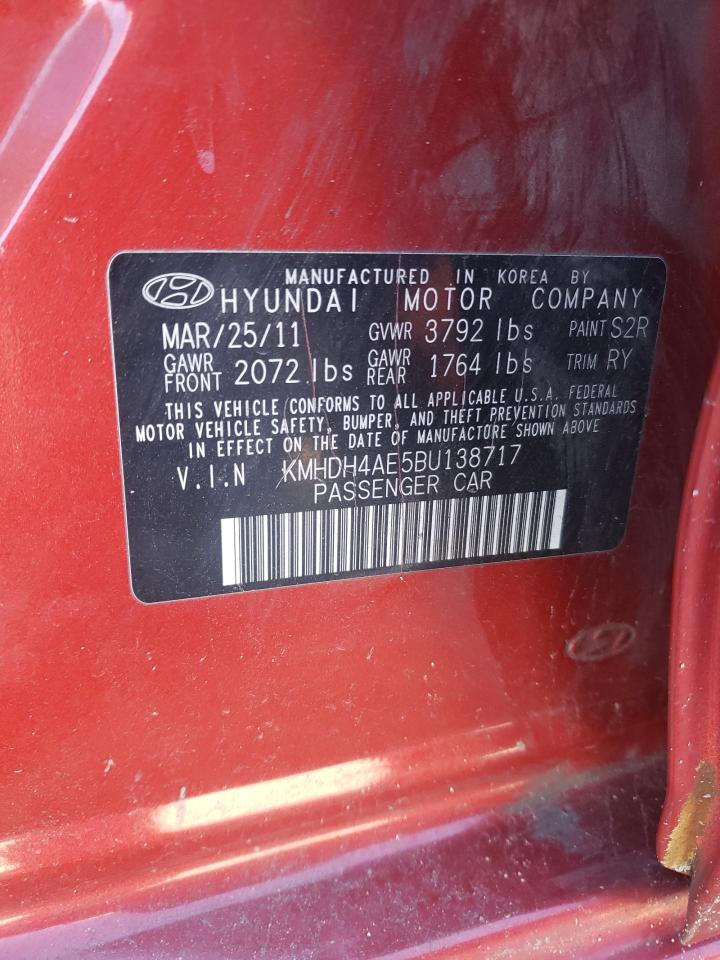 MANUFACTURED IN KOREA BY
HYUNDAI MOTOR COMPANY
MAR/25/11 GVWR 3792 lbs PAINT S2R
GAWR FRONT 2072 lbs GAWR REAR 1764 lbs TRIM RY
THIS VEHICLE CONFORMS TO ALL APPLICABLE U.S.A. FEDERAL
MOTOR VEHICLE SAFETY, BUMPER, AND THEFT PREVENTION STANDARDS
IN EFFECT ON THE DATE OF MANUFACTURE SHOWN ABOVE.
V.I.N KMHDH4AE5BU138717
PASSENGER CAR